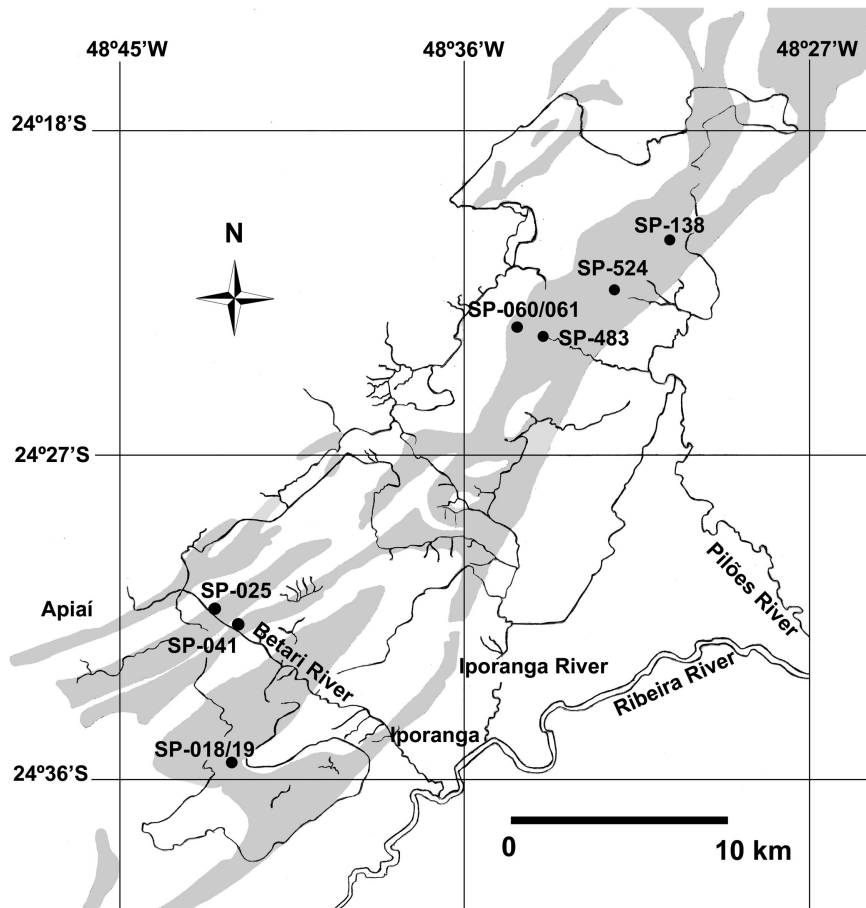 48º45'W
48º36'W
48º27'W
24º18'S
N
SP-138
SP-524
SP-060/061
SP-483
24º27'S
Pilões River
SP-025
Apiaí
SP-041
Betari River
Iporanga River
Ribeira River
Iporanga
SP-018/19
24º36'S
0
10 km